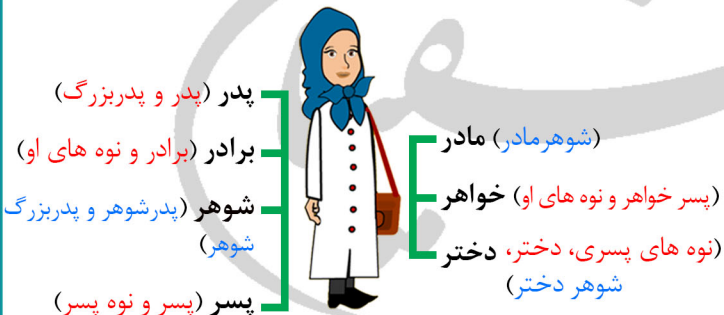 مادر (شوهرمادر)
خواهر (پسر خواهر و نوه های او)
دختر (نوه های پسری، دختر،
شوهر دختر)
پدر (پدر و پدربزرگ)
برادر (برادر و نوه های او)
شوهر (پدرشوهر و پدربزرگ
شوهر)
پسر (پسر و نوه پسر)